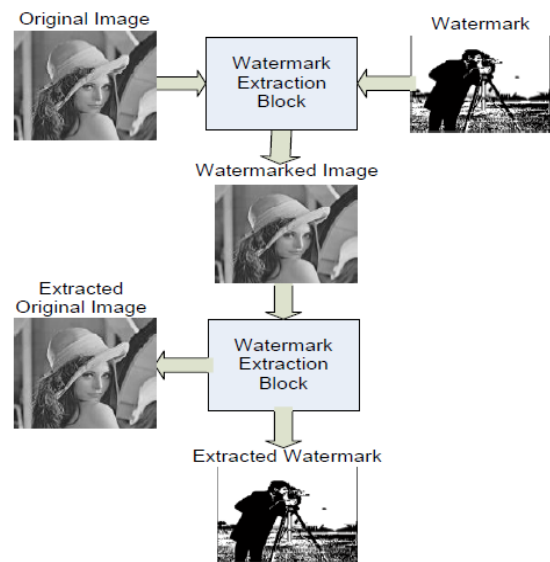 Original Image
Watermark
Watermark
Extraction
Block
Watermarked Image
Extracted
Original Image
Watermark
Extraction
Block
Extracted Watermark